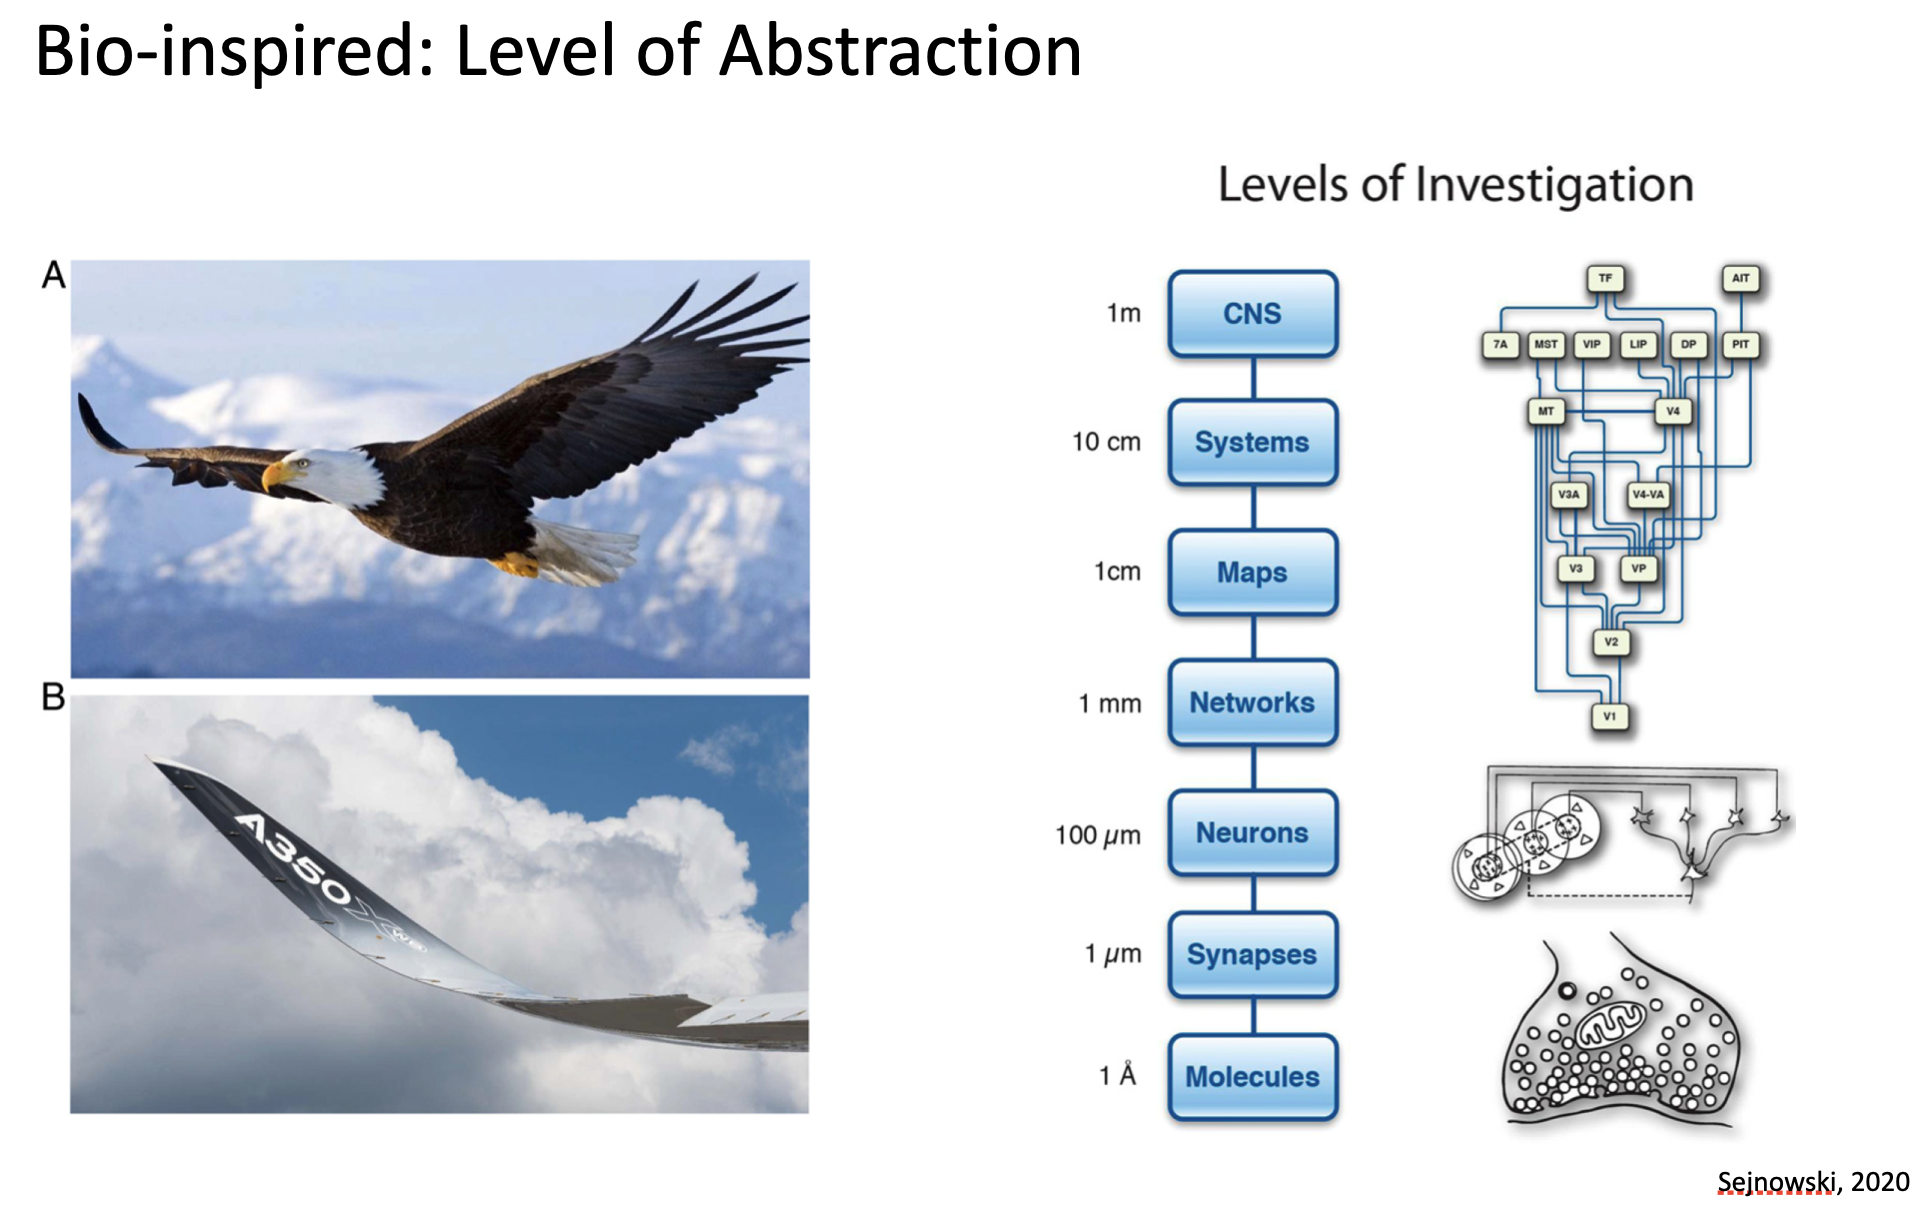 Bio-inspired: Level of Abstraction
A
B
A350
XWB
Levels of Investigation
1m
CNS
10 cm
Systems
1cm
Maps
1 mm
Networks
100 µm
Neurons
1 µm
Synapses
1 Å
Molecules
TF AIT
7A MST VIP LIP DP PIT
MT V4
V3A V4-VA
V3 VP
V2
V1
Sejnowski, 2020